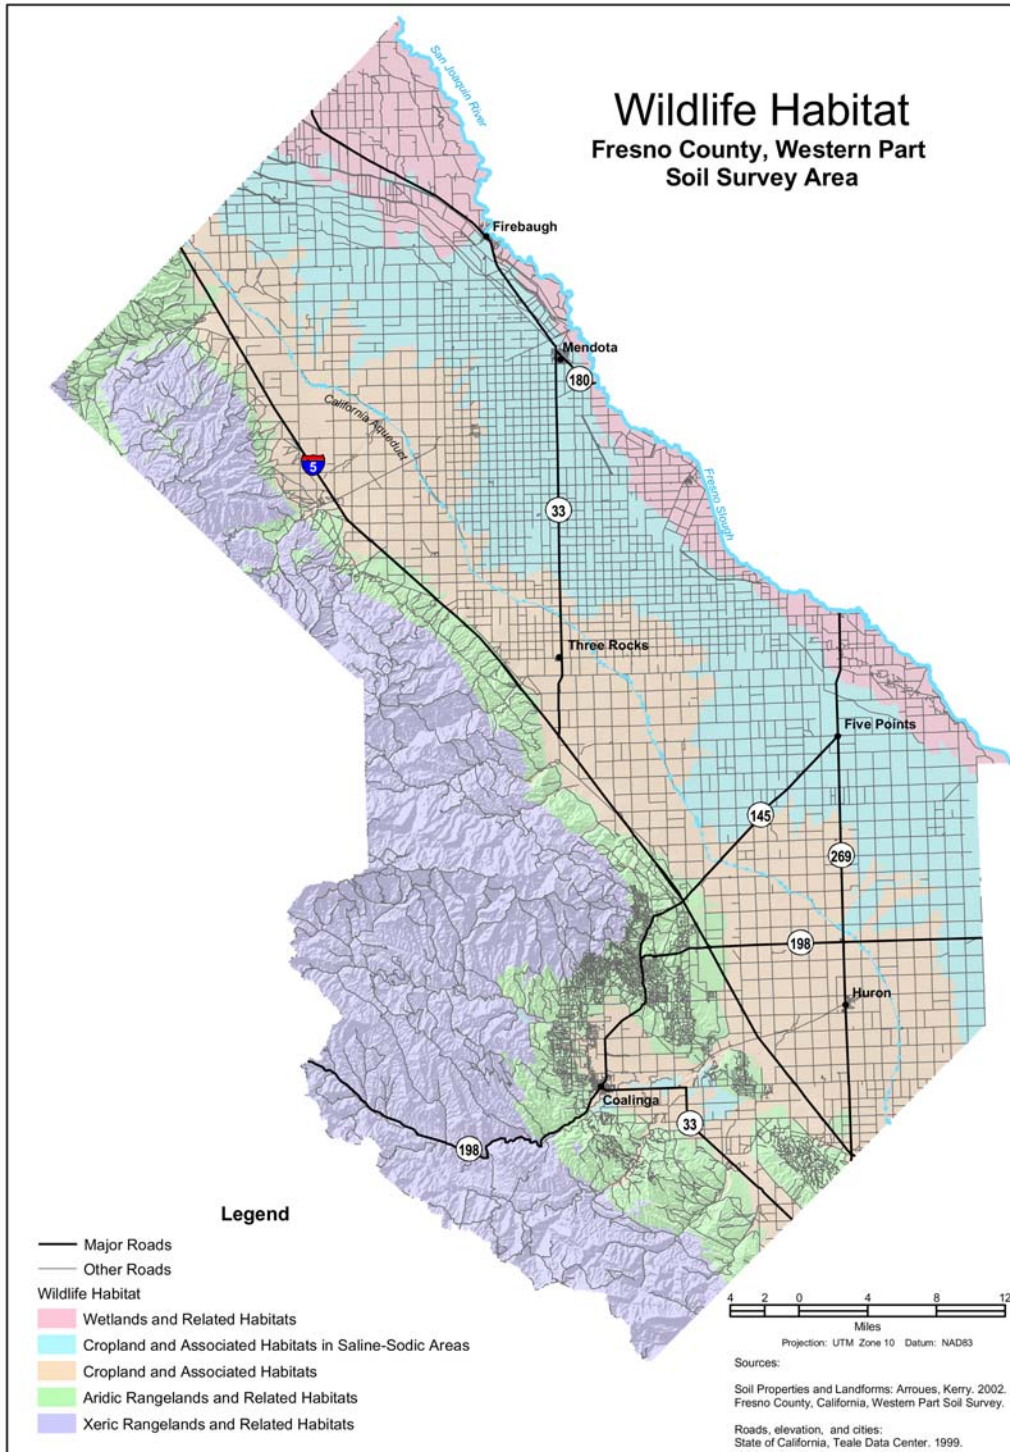 Wildlife Habitat
Fresno County, Western Part
Soil Survey Area
San Joaquin River
Firebaugh
Mendota
180
California Aqueduct
5
33
Fresno Slough
Three Rocks
Five Points
145
269
198
Huron
Coalinga
33
198
Legend
Major Roads
Other Roads
Wildlife Habitat
Wetlands and Related Habitats
Cropland and Associated Habitats in Saline-Sodic Areas
Cropland and Associated Habitats
Aridic Rangelands and Related Habitats
Xeric Rangelands and Related Habitats
4 2 0 4 8 12
Miles
Projection: UTM Zone 10 Datum: NAD83
Sources:
Soil Properties and Landforms: Arroues, Kerry. 2002.
Fresno County, California, Western Part Soil Survey.
Roads, elevation, and cities:
State of California, Teale Data Center. 1999.